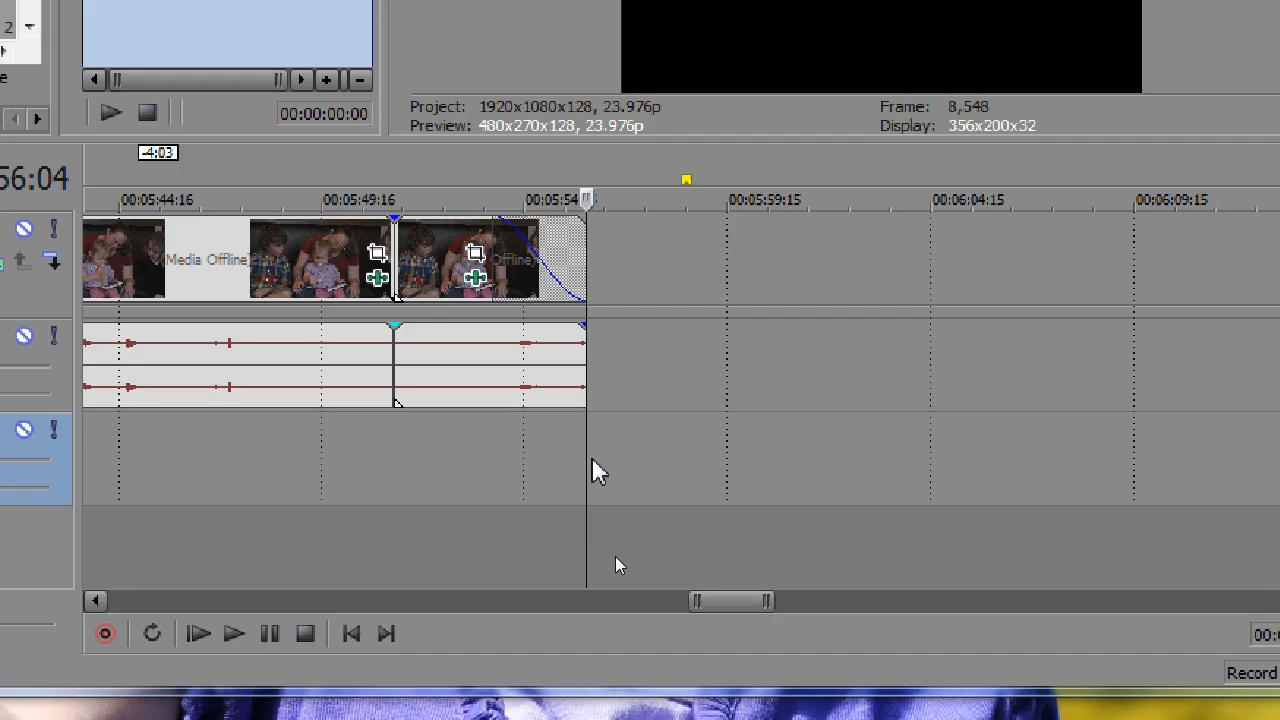 2
e
00:00:00:00
Project: 1920x1080x128, 23.976p
Preview: 480x270x128, 23.976p
Frame: 8,548
Display: 356x200x32
-4:03
56:04
00:05:44:16
00:05:49:16
00:05:54
00:05:59:15
00:06:04:15
00:06:09:15
(Media Offline)
Offline)
00:
Record